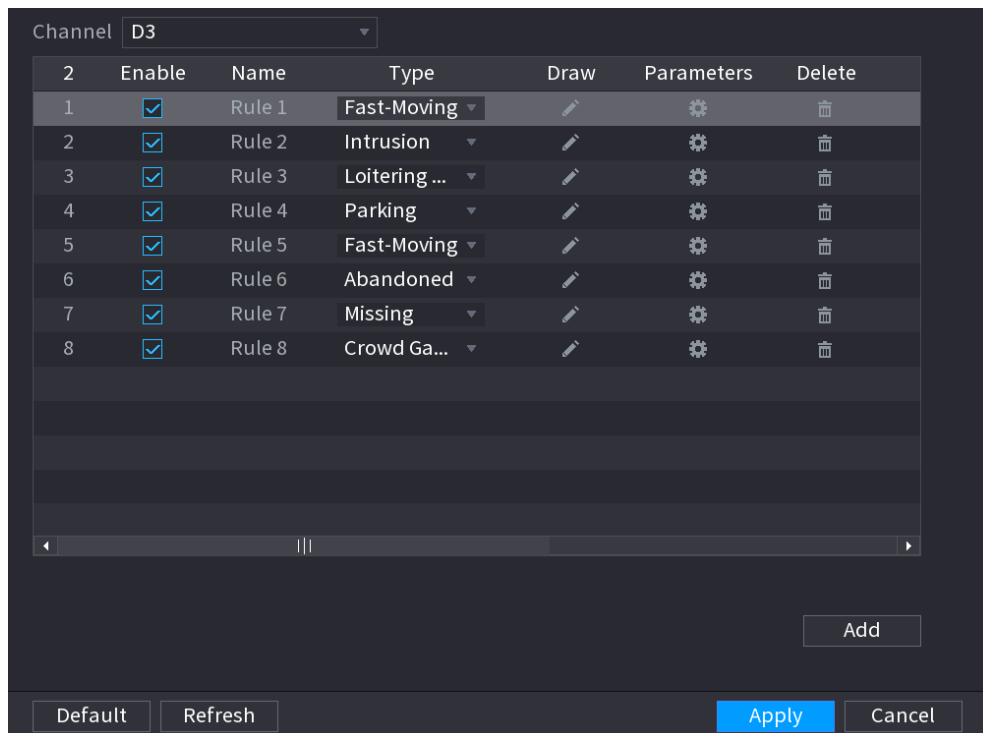 Channel D3
2 Enable Name Type Draw Parameters Delete
1 Rule 1 Fast-Moving
2 Rule 2 Intrusion
3 Rule 3 Loitering ...
4 Rule 4 Parking
5 Rule 5 Fast-Moving
6 Rule 6 Abandoned
7 Rule 7 Missing
8 Rule 8 Crowd Ga...
Add
Default Refresh Apply Cancel